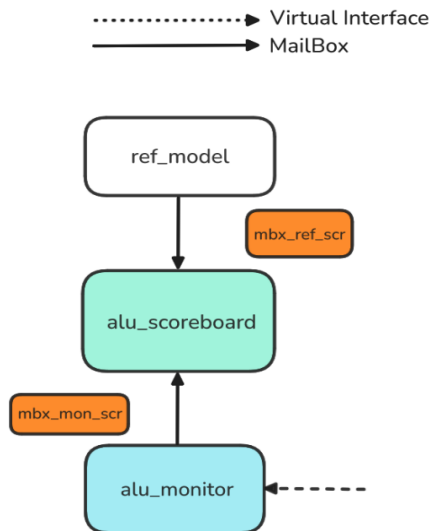 Virtual Interface
MailBox
ref_model
mbx_ref_scr
alu_scoreboard
mbx_mon_scr
alu_monitor